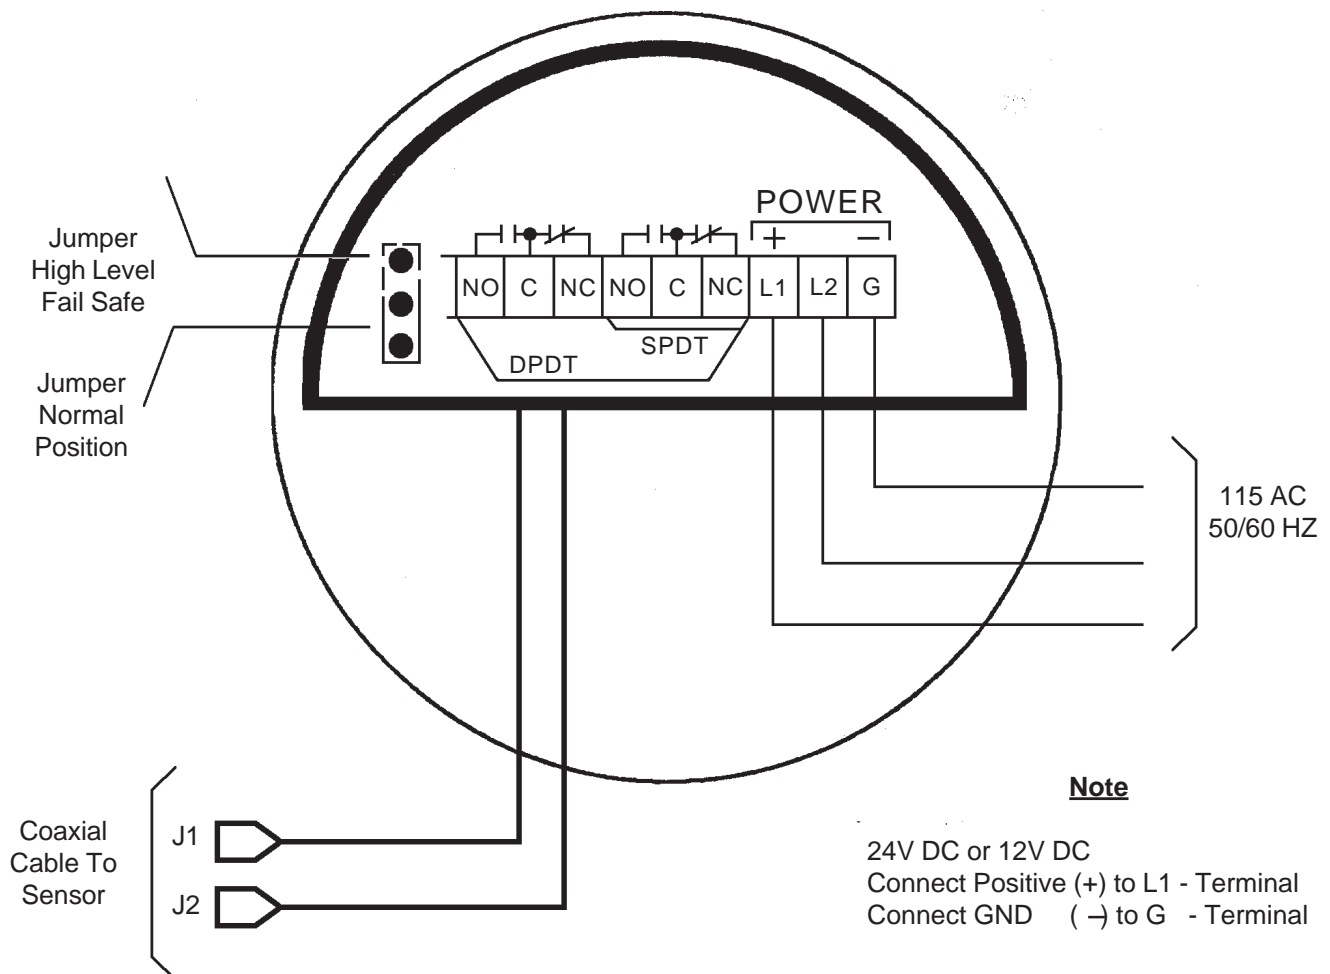 POWER
+ –
Jumper
High Level
Fail Safe
NO C NC NO C NC L1 L2 G
SPDT
DPDT
Jumper
Normal
Position
115 AC
50/60 HZ
Coaxial
Cable To
Sensor
J1
J2
Note
24V DC or 12V DC
Connect Positive (+) to L1 - Terminal
Connect GND ( –) to G - Terminal